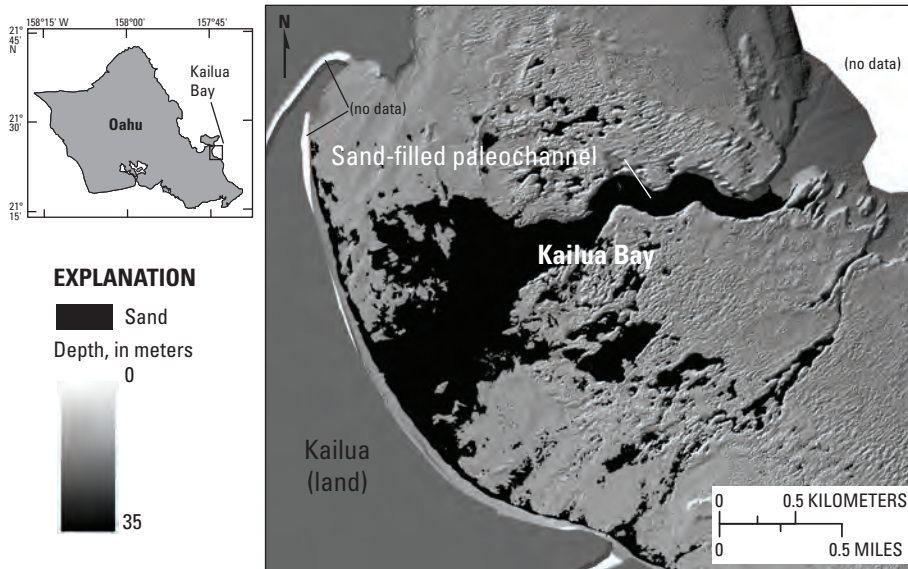 158°15' W
158°00'
157°45'
21°
45'
N
Kailua
Bay
21°
30'
Oahu
21°
15'
EXPLANATION
Sand
Depth, in meters
0
35
N
(no data)
(no data)
Sand-filled paleochannel
Kailua Bay
Kailua
(land)
0 0.5 KILOMETERS
0 0.5 MILES